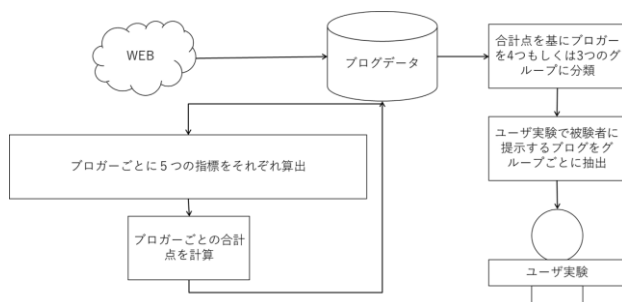 WEB
ブログデータ
合計点を基にブロガー
を4つもしくは3つのグ
ループに分類
ブロガーごとに５つの指標をそれぞれ算出
ユーザ実験で被験者に
提示するブログをグ
ループごとに抽出
ブロガーごとの合計
点を計算
ユーザ実験